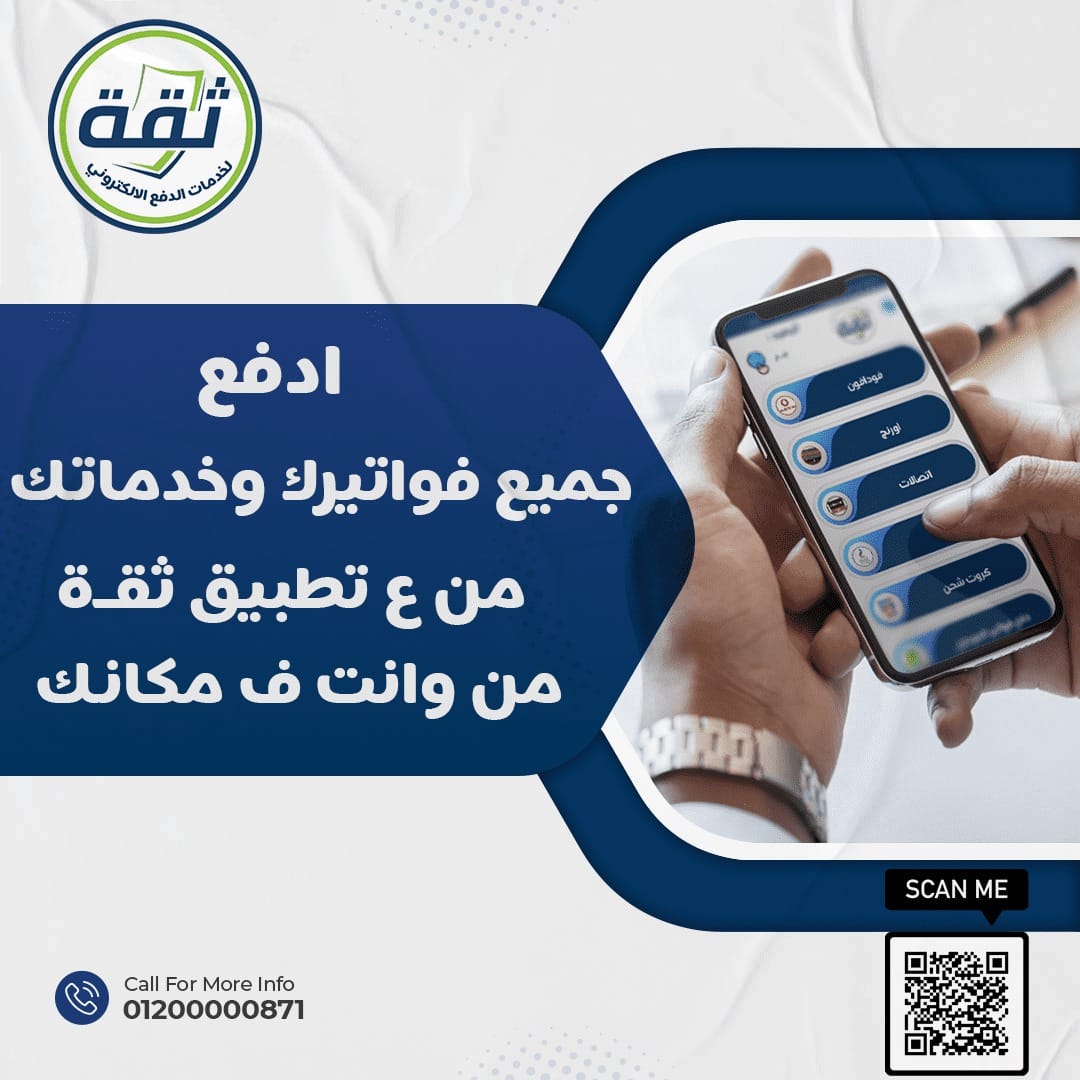 ثقة
لخدمات الدفع الالكتروني
ادفع
جميع فواتيرك وخدماتك
من ع تطبيق ثقـة
من وانت ف مكانك
فودافون
اورنج
اتصالات
كروت شحن
SCAN ME
Call For More Info
01200000871